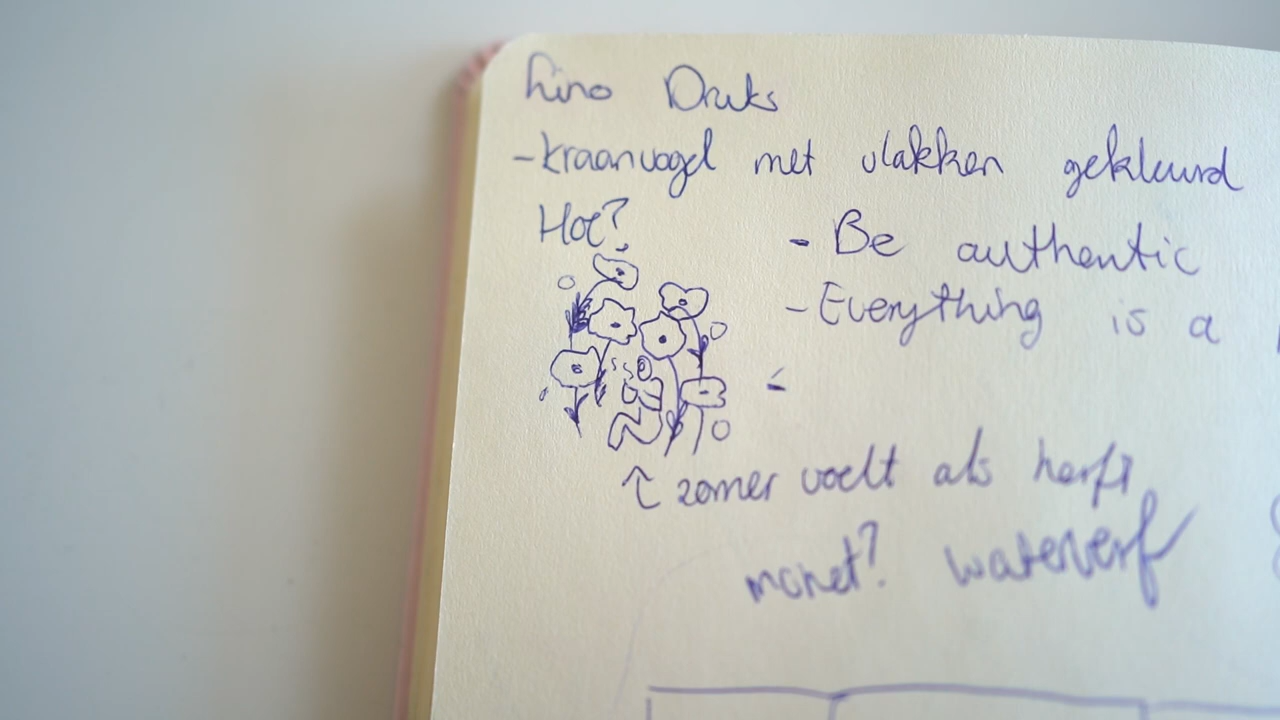 Lino Druks
- kraanvogel met vlakken gekleurd
Hoe?
- Be authentic
- Everything is a
-
↑ zomer voelt als herfst
monet? waterverf